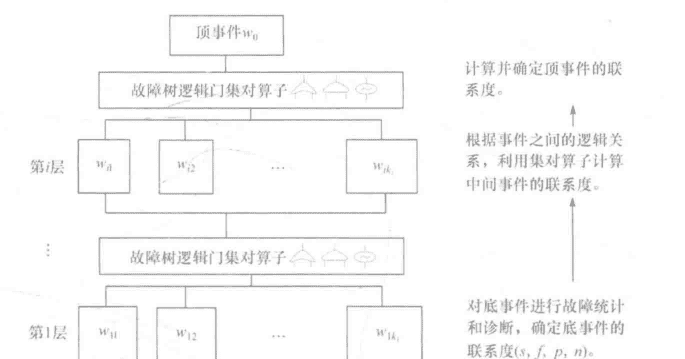 顶事件w₀
故障树逻辑门集对算子
第i层
wᵢ₁
wᵢ₂
…
w_{ik_i}
故障树逻辑门集对算子
⋮
第1层
w₁₁
w₁₂
…
w_{1k_1}
计算并确定顶事件的联
系度。
根据事件之间的逻辑关
系，利用集对算子计算
中间事件的联系度。
对底事件进行故障统计
和诊断，确定底事件的
联系度(s, f, p, n)。